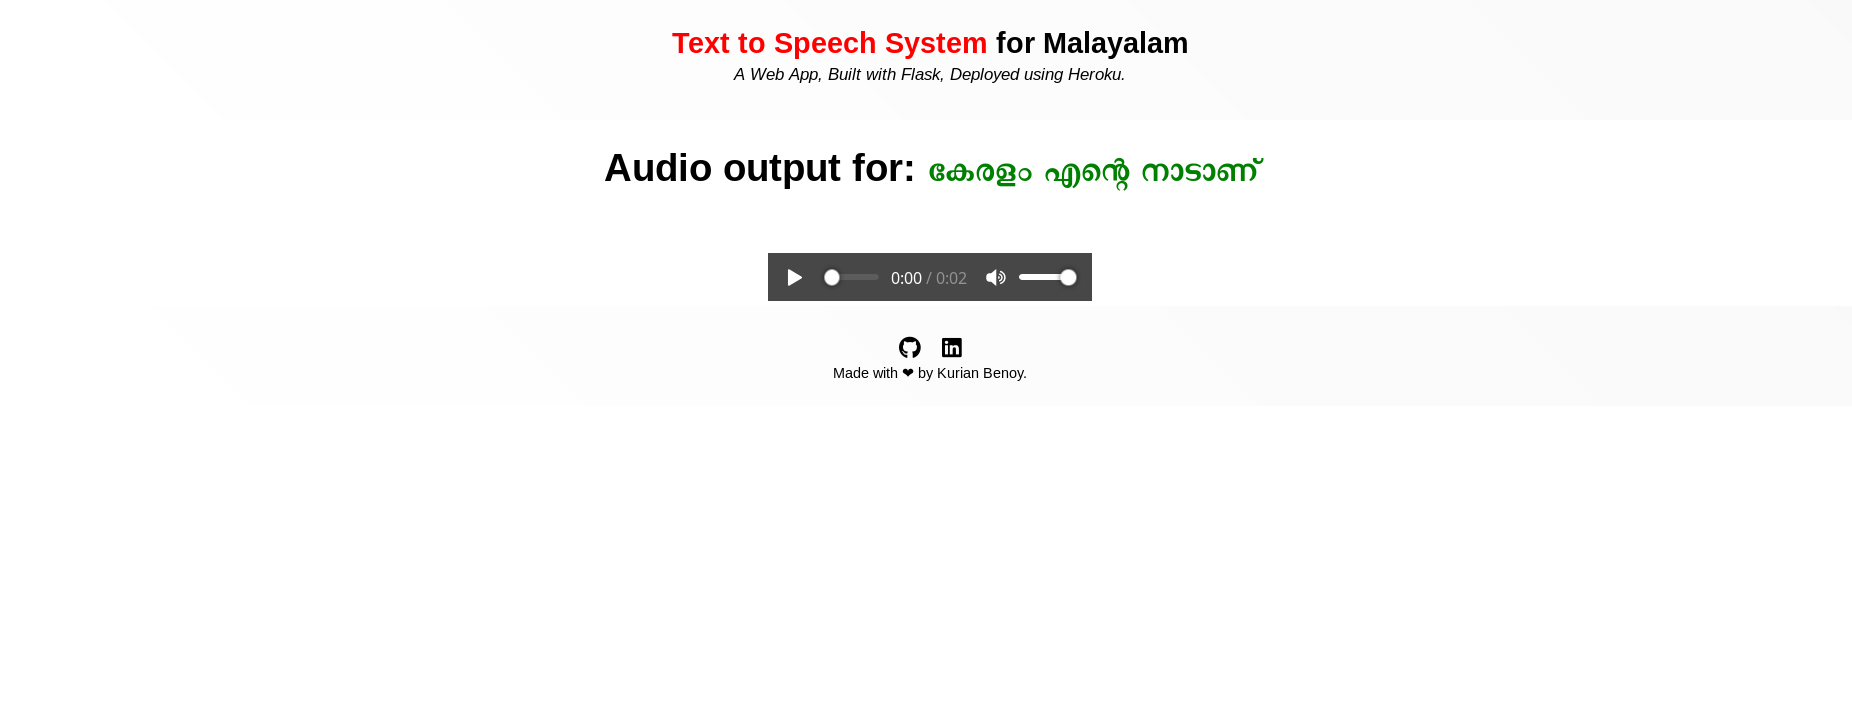 Text to Speech System for Malayalam
A Web App, Built with Flask, Deployed using Heroku.
Audio output for: കേരളം എന്റെ നാടാണ്
0:00 / 0:02
Made with ❤ by Kurian Benoy.